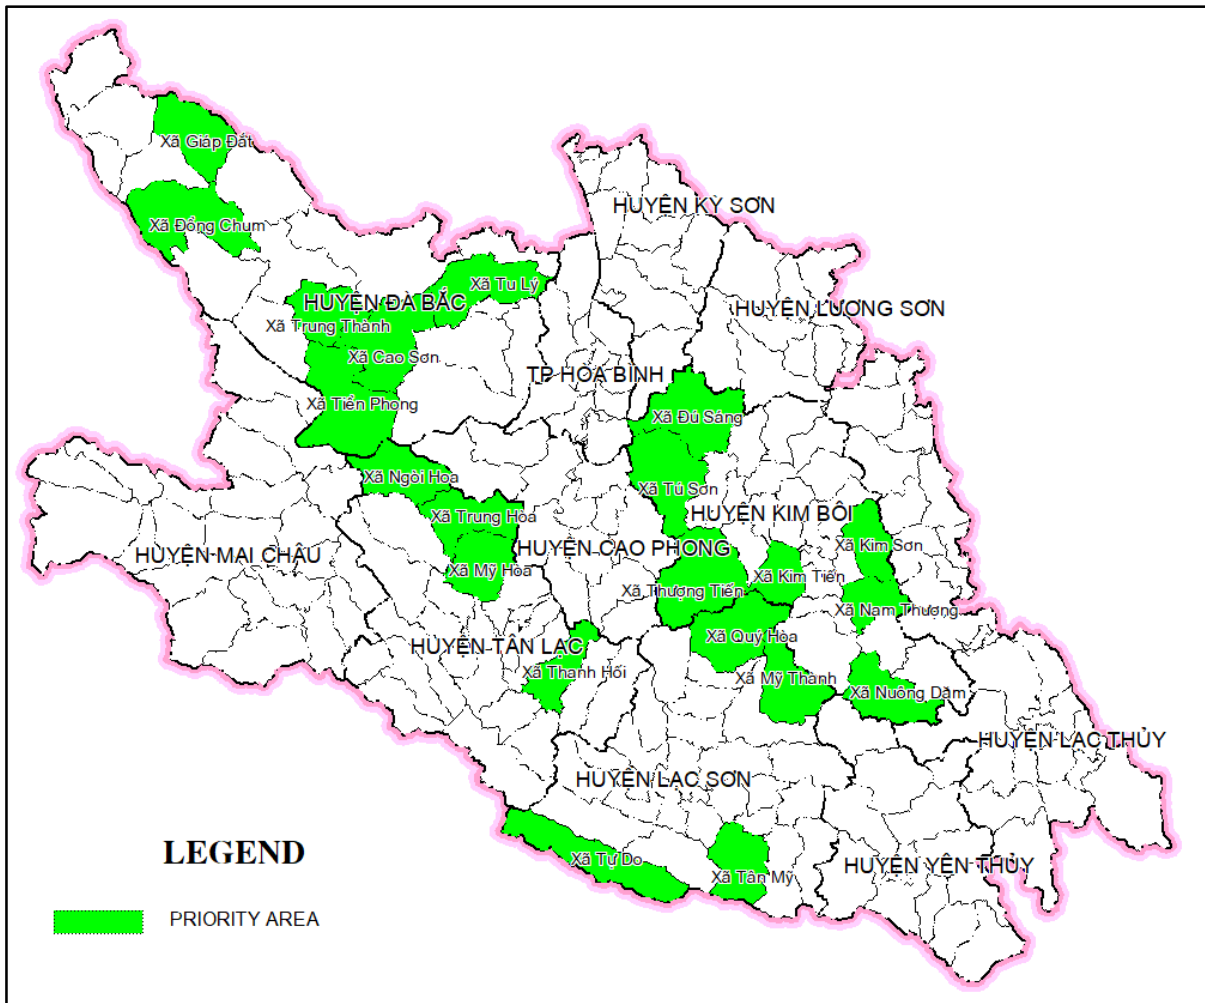 Xã Giáp Đắt
HUYỆN KỲ SƠN
Xã Đồng Chum
Xã Tu Lý
HUYỆN ĐÀ BẮC
HUYỆN LƯƠNG SƠN
Xã Trung Thành
Xã Cao Sơn
TP HÒA BÌNH
Xã Tiền Phong
Xã Đú Sáng
Xã Ngòi Hoa
Xã Tú Sơn
Xã Trung Hòa
HUYỆN KIM BÔI
HUYỆN MAI CHÂU
HUYỆN CAO PHONG
Xã Kim Sơn
Xã Mỹ Hòa
Xã Kim Tiến
Xã Thượng Tiến
Xã Nam Thượng
Xã Quý Hòa
HUYỆN TÂN LẠC
Xã Thanh Hối
Xã Mỹ Thành
Xã Nuông Dăm
HUYỆN LẠC THỦY
HUYỆN LẠC SƠN
LEGEND
Xã Tự Do
HUYỆN YÊN THỦY
Xã Tân Mỹ
PRIORITY AREA